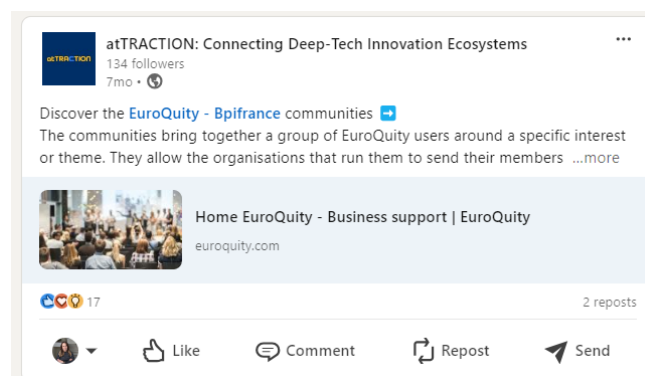 atTRACTION
atTRACTION: Connecting Deep-Tech Innovation Ecosystems
134 followers
7mo •
Discover the EuroQuity - Bpifrance communities ➡️
The communities bring together a group of EuroQuity users around a specific interest
or theme. They allow the organisations that run them to send their members ...more
Home EuroQuity - Business support | EuroQuity
euroquity.com
17
2 reposts
Like
Comment
Repost
Send